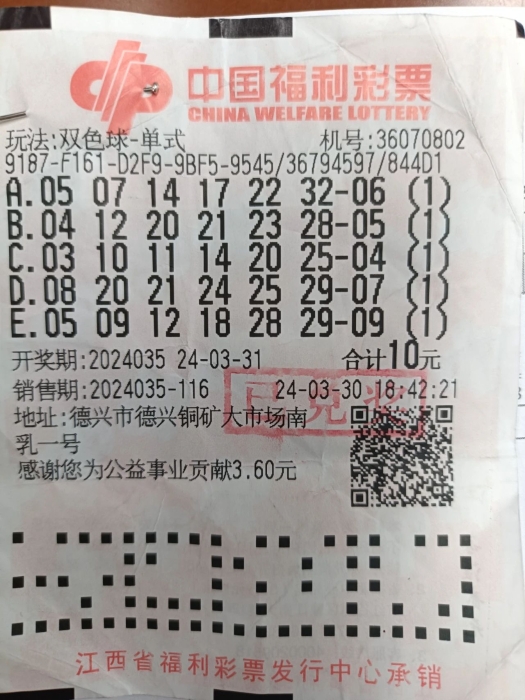 中国福利彩票
CHINA WELFARE LOTTERY
玩法:双色球-单式 机号:36070802
9187-F161-D2F9-9BF5-9545/36794597/844D1
A.05 07 14 17 22 32-06 (1)
B.04 12 20 21 23 28-05 (1)
C.03 10 11 14 20 25-04 (1)
D.08 20 21 24 25 29-07 (1)
E.05 09 12 18 28 29-09 (1)
开奖期:2024035 24-03-31 合计10元
销售期:2024035-116 24-03-30 18:42:21
已兑奖
地址:德兴市德兴铜矿大市场南
乳一号
感谢您为公益事业贡献3.60元
江西省福利彩票发行中心承销